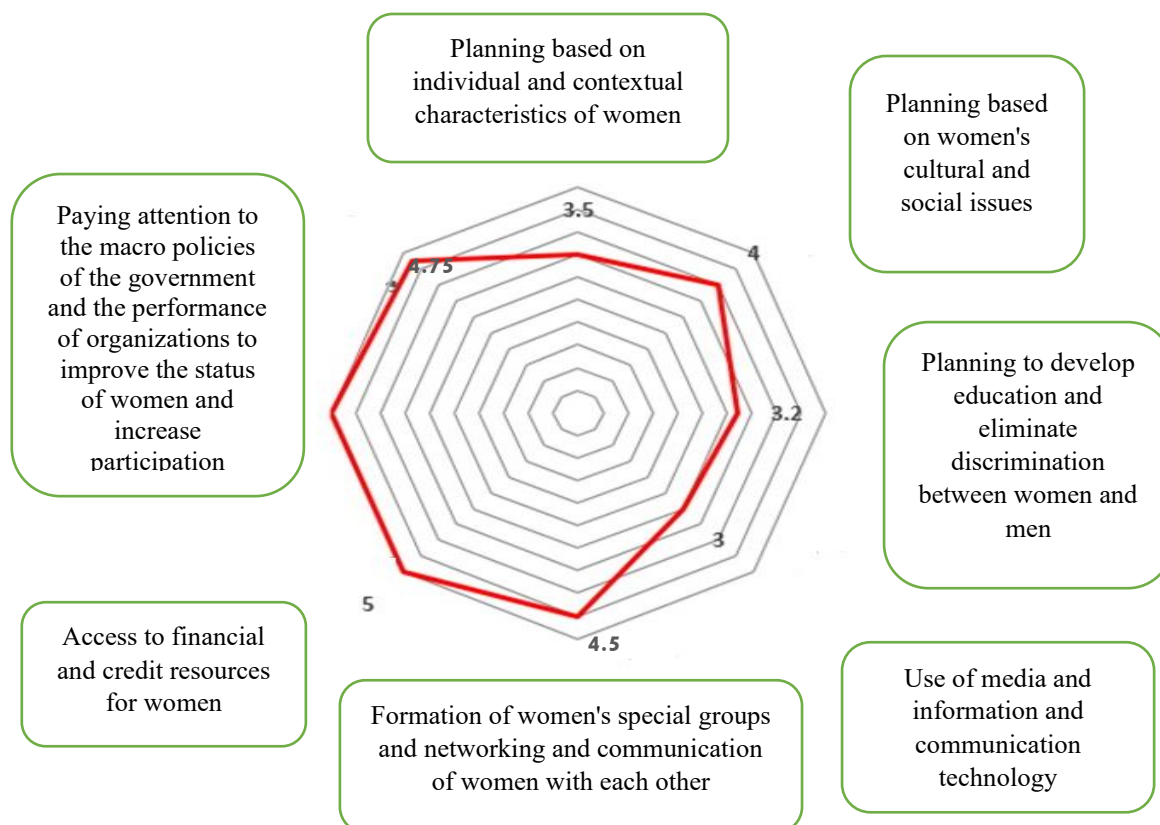 Planning based on
individual and contextual
characteristics of women
Planning based
on women's
cultural and
social issues
Paying attention to
the macro policies
of the government
and the performance
of organizations to
improve the status
of women and
increase
participation
3.5
4
4.75
3.2
3
5
4.5
Planning to develop
education and
eliminate
discrimination
between women and
men
Access to financial
and credit resources
for women
Formation of women's special groups
and networking and communication
of women with each other
Use of media and
information and
communication
technology